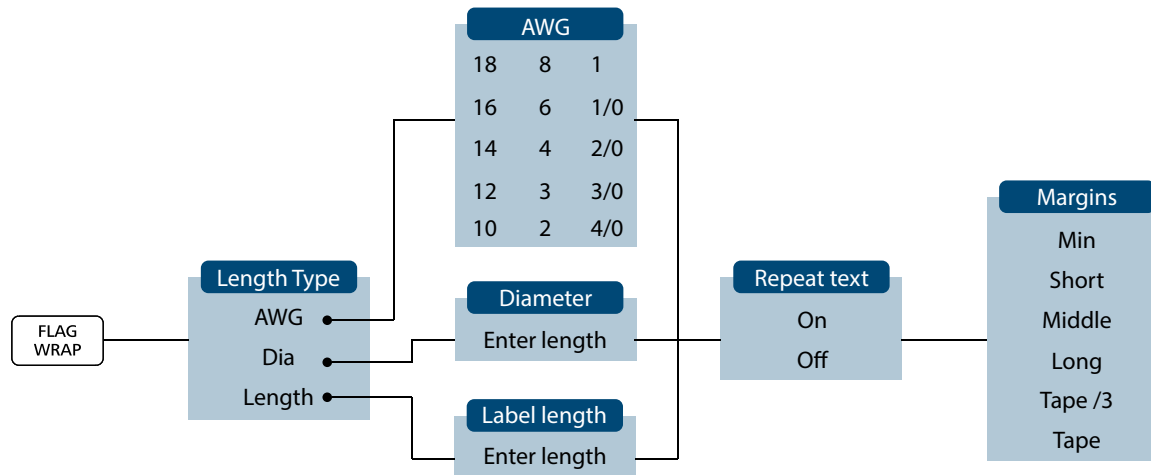 FLAG
WRAP
Length Type
AWG
Dia
Length
AWG
18 8 1
16 6 1/0
14 4 2/0
12 3 3/0
10 2 4/0
Diameter
Enter length
Label length
Enter length
Repeat text
On
Off
Margins
Min
Short
Middle
Long
Tape /3
Tape